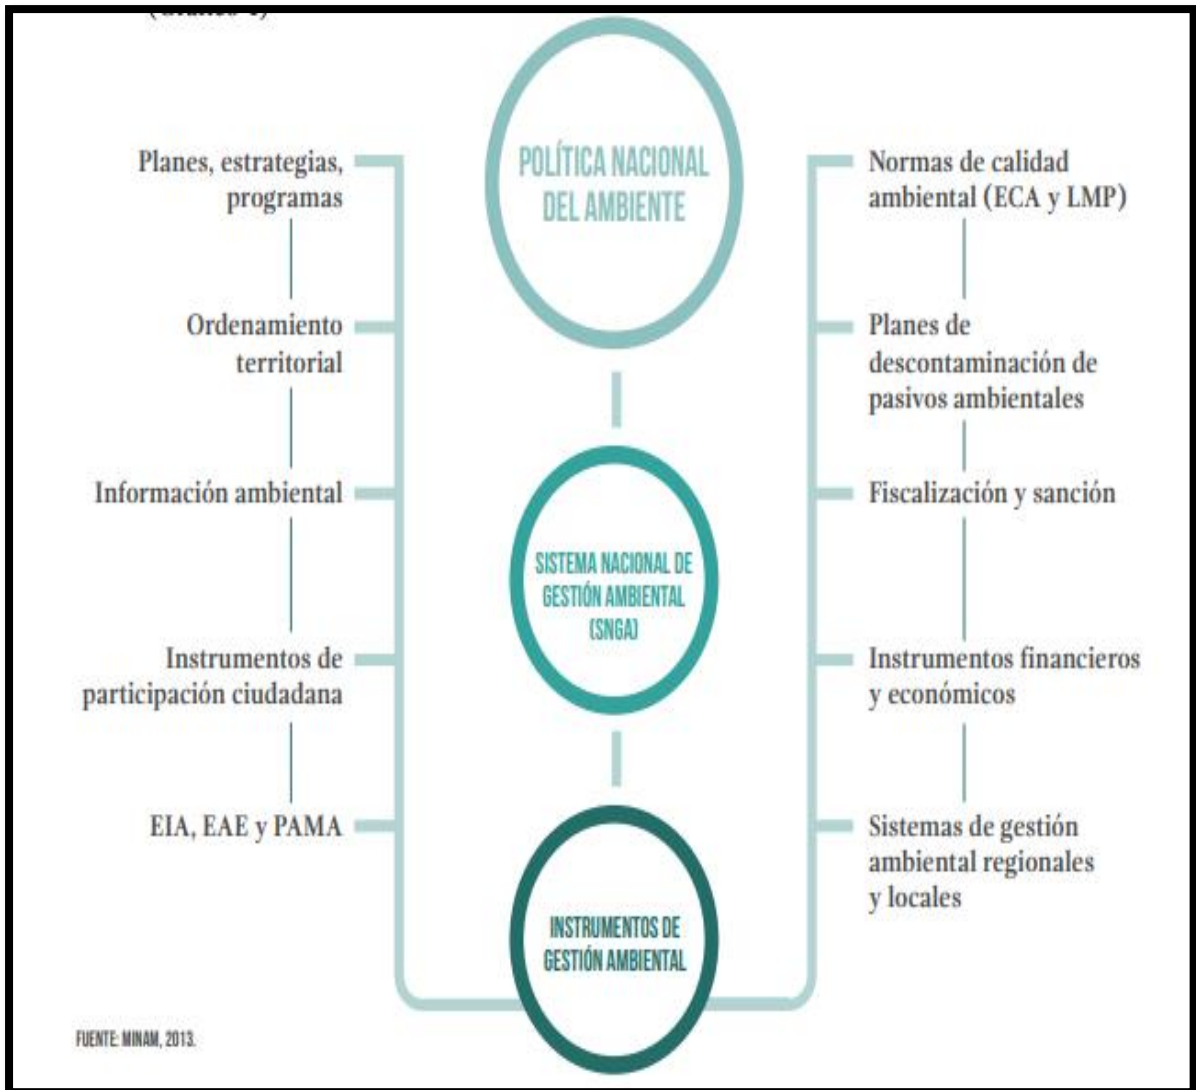 POLÍTICA NACIONAL
DEL AMBIENTE
SISTEMA NACIONAL DE
GESTIÓN AMBIENTAL
(SNGA)
INSTRUMENTOS DE
GESTIÓN AMBIENTAL
Planes, estrategias,
programas
Ordenamiento
territorial
Información ambiental
Instrumentos de
participación ciudadana
EIA, EAE y PAMA
Normas de calidad
ambiental (ECA y LMP)
Planes de
descontaminación de
pasivos ambientales
Fiscalización y sanción
Instrumentos financieros
y económicos
Sistemas de gestión
ambiental regionales
y locales
FUENTE: MINAM, 2013.